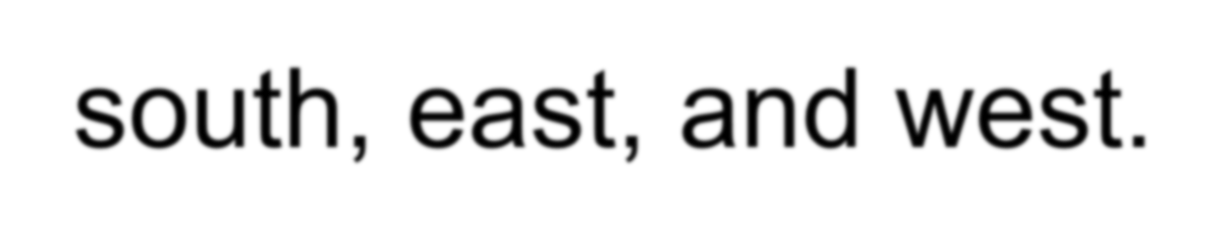 south, east, and west.